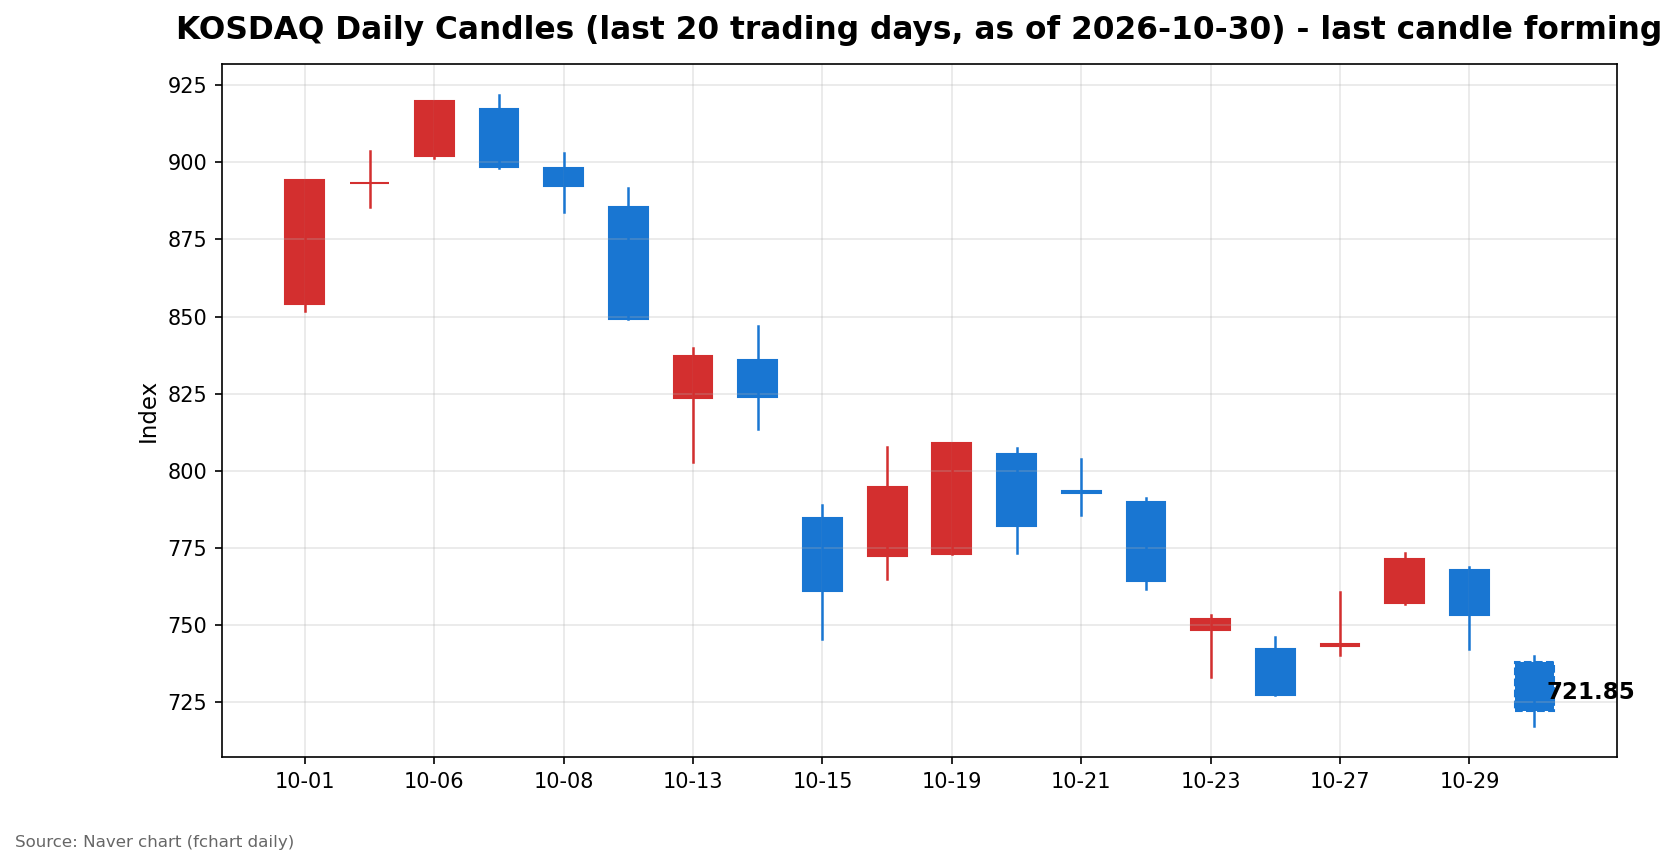 KOSDAQ Daily Candles (last 20 trading days, as of 2026-10-30) - last candle forming
925
900
875
850
825
800
775
750
725
Index
721.85
10-01 10-06 10-08 10-13 10-15 10-19 10-21 10-23 10-27 10-29
Source: Naver chart (fchart daily)